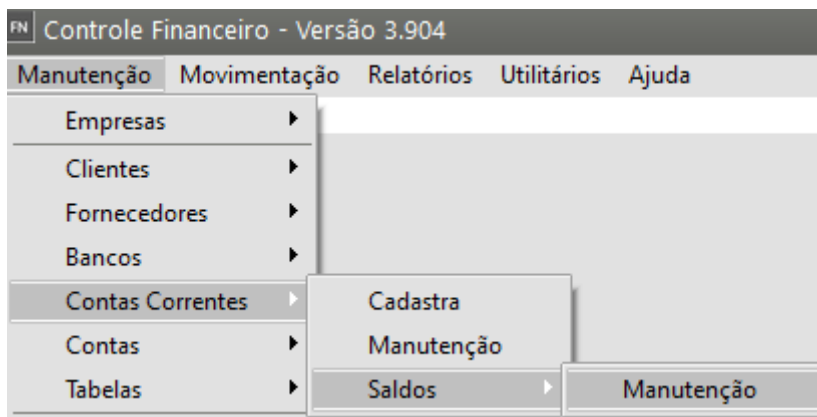 FN Controle Financeiro - Versão 3.904
Manutenção Movimentação Relatórios Utilitários Ajuda
Empresas
Clientes
Fornecedores
Bancos
Contas Correntes Cadastra
Contas Manutenção
Tabelas Saldos Manutenção